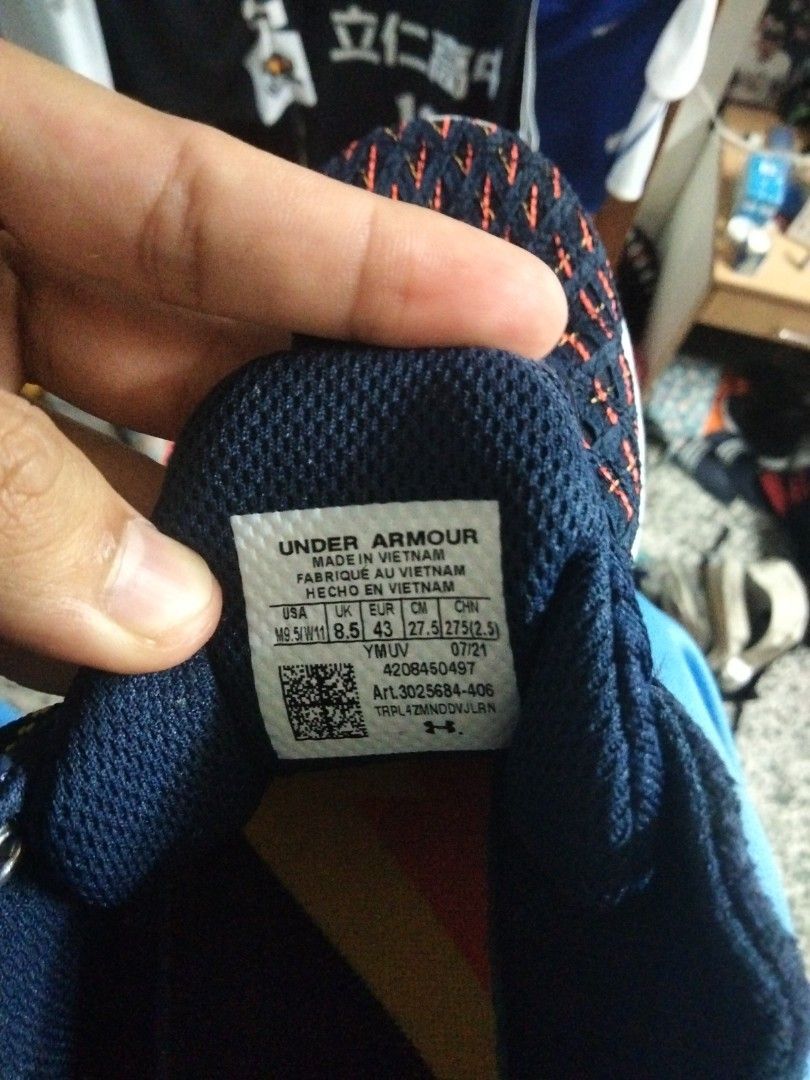 立仁高中
UNDER ARMOUR
MADE IN VIETNAM
FABRIQUÉ AU VIETNAM
HECHO EN VIETNAM
USA UK EUR CM CHN
M9.5/W11 8.5 43 27.5 275(2.5)
YMUV 07/21
4208450497
Art.3025684-406
TRPL4ZMNDDVJLRN